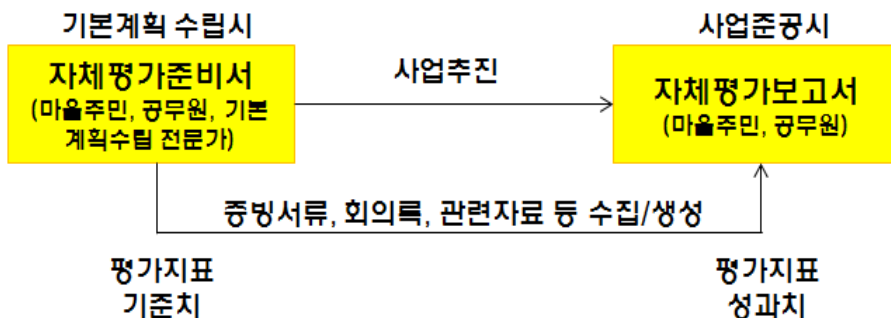 기본계획 수립시
자체평가준비서
(마을주민, 공무원, 기본
계획수립 전문가)
사업추진
사업준공시
자체평가보고서
(마을주민, 공무원)
증빙서류, 회의록, 관련자료 등 수집/생성
평가지표
기준치
평가지표
성과치